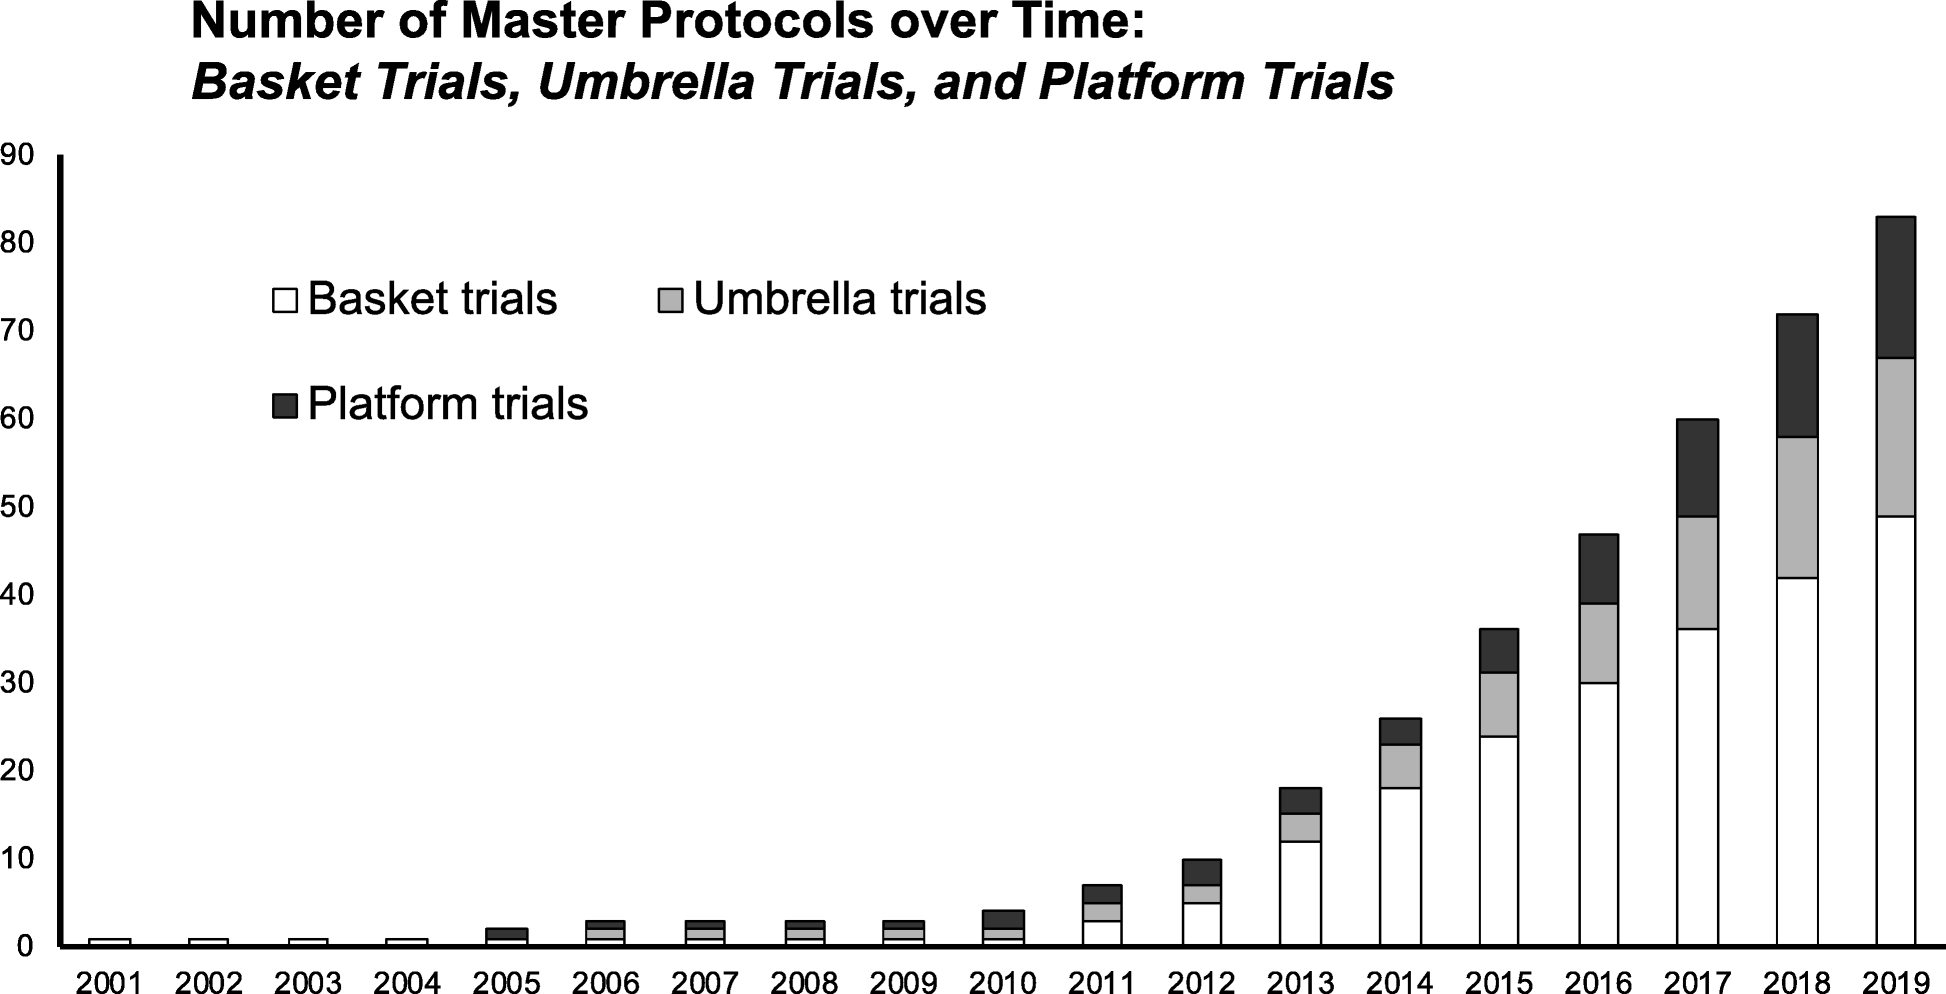 Number of Master Protocols over Time:
Basket Trials, Umbrella Trials, and Platform Trials
90
80
70
60
50
40
30
20
10
0
Basket trials
Umbrella trials
Platform trials
2001 2002 2003 2004 2005 2006 2007 2008 2009 2010 2011 2012 2013 2014 2015 2016 2017 2018 2019